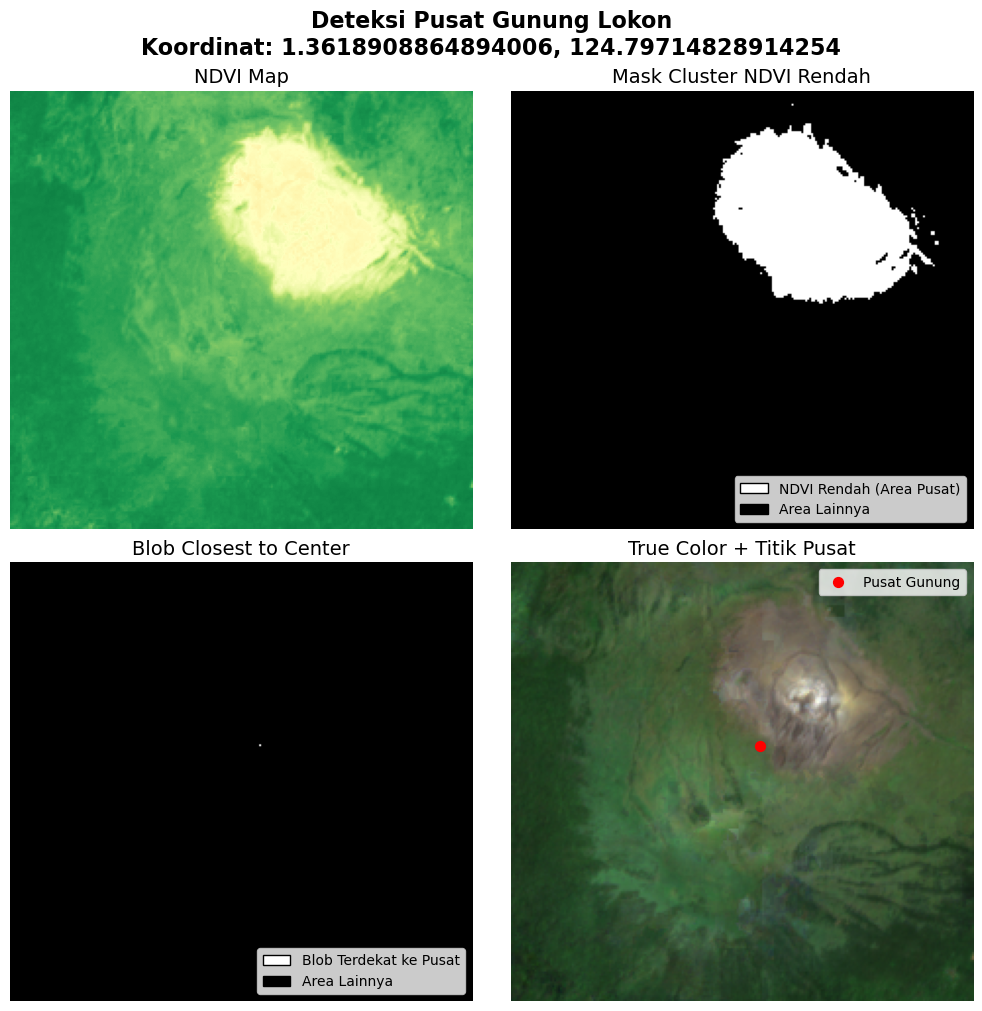 Deteksi Pusat Gunung Lokon
Koordinat: 1.3618908864894006, 124.79714828914254
NDVI Map
Mask Cluster NDVI Rendah
NDVI Rendah (Area Pusat)
Area Lainnya
Blob Closest to Center
True Color + Titik Pusat
Blob Terdekat ke Pusat
Area Lainnya
Pusat Gunung